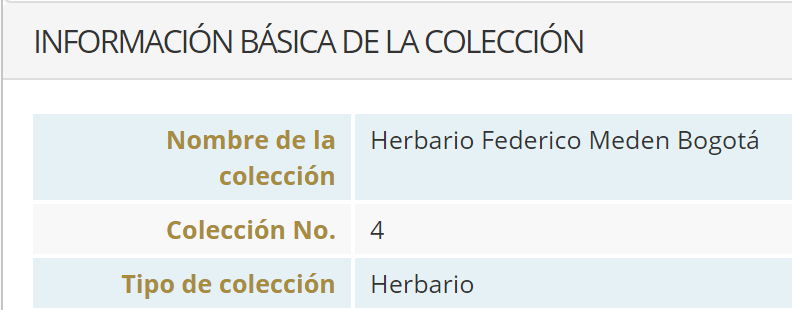 INFORMACIÓN BÁSICA DE LA COLECCIÓN
Nombre de la colección
Herbario Federico Meden Bogotá
Colección No.
4
Tipo de colección
Herbario